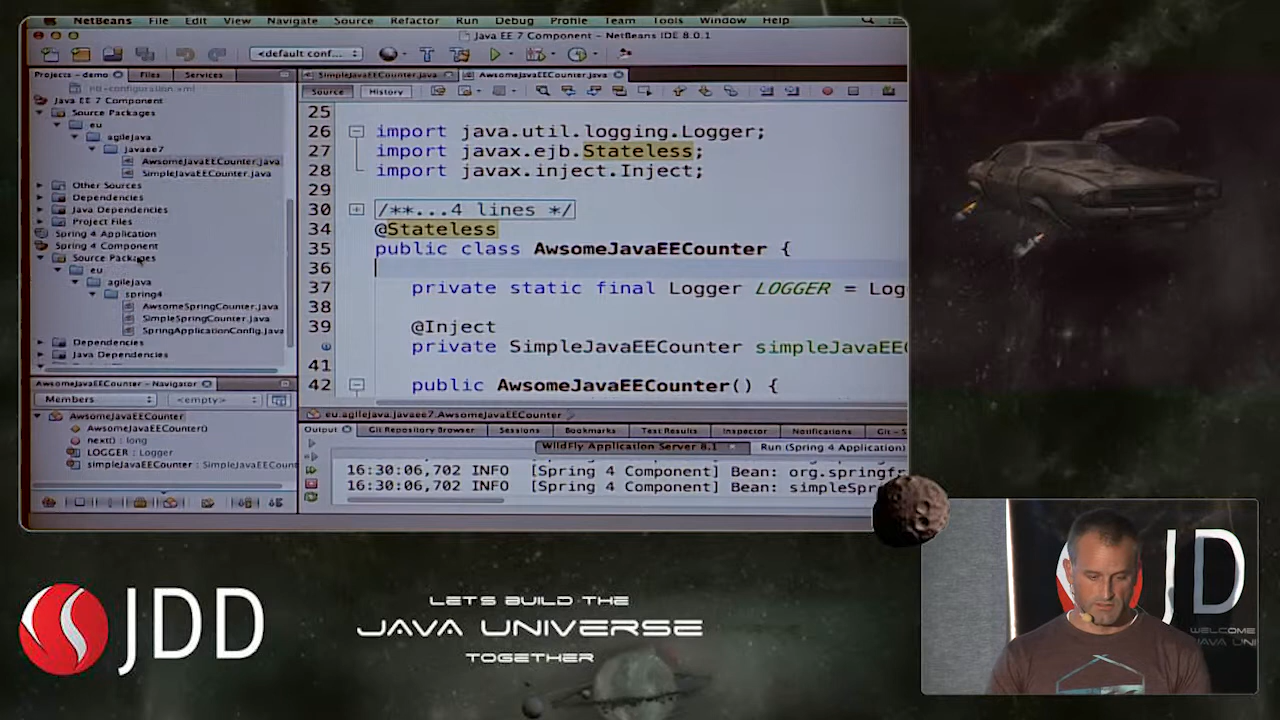 NetBeans File Edit View Navigate Source Refactor Run Debug Profile Team Tools Window Help
Java EE 7 Component - NetBeans IDE 8.0.1
<default conf...
Projects - demo Files Services
Java EE 7 Component
Source Packages
eu
agilejava
javaee7
AwsomeJavaEECounter.java
SimpleJavaEECounter.java
Other Sources
Dependencies
Java Dependencies
Project Files
Spring 4 Application
Spring 4 Component
Source Packages
eu
agilejava
spring4
AwsomeSpringCounter.java
SimpleSpringCounter.java
SpringApplicationConfig.java
Dependencies
Java Dependencies
AwsomeJavaEECounter - Navigator
Members <empty>
AwsomeJavaEECounter
AwsomeJavaEECounter()
next() : long
LOGGER : Logger
simpleJavaEECounter : SimpleJavaEECount
SimpleJavaEECounter.java AwsomeJavaEECounter.java
Source History
25
26 import java.util.logging.Logger;
27 import javax.ejb.Stateless;
28 import javax.inject.Inject;
29
30 /**...4 lines */
34 @Stateless
35 public class AwsomeJavaEECounter {
36
37 private static final Logger LOGGER = Log
38
39 @Inject
private SimpleJavaEECounter simpleJavaEEC
41
42 public AwsomeJavaEECounter() {
eu.agilejava.javaee7.AwsomeJavaEECounter
Output Git Repository Browser Sessions Bookmarks Test Results Inspector Notifications Git -
WildFly Application Server 8.1 Run (Spring 4 Application)
16:30:06,702 INFO [Spring 4 Component] Bean: org.springfr
16:30:06,702 INFO [Spring 4 Component] Bean: simpleSpr
JDD
LETS BUILD THE
JAVA UNIVERSE
TOGETHER
JD
WELCOME
JAVA UNI